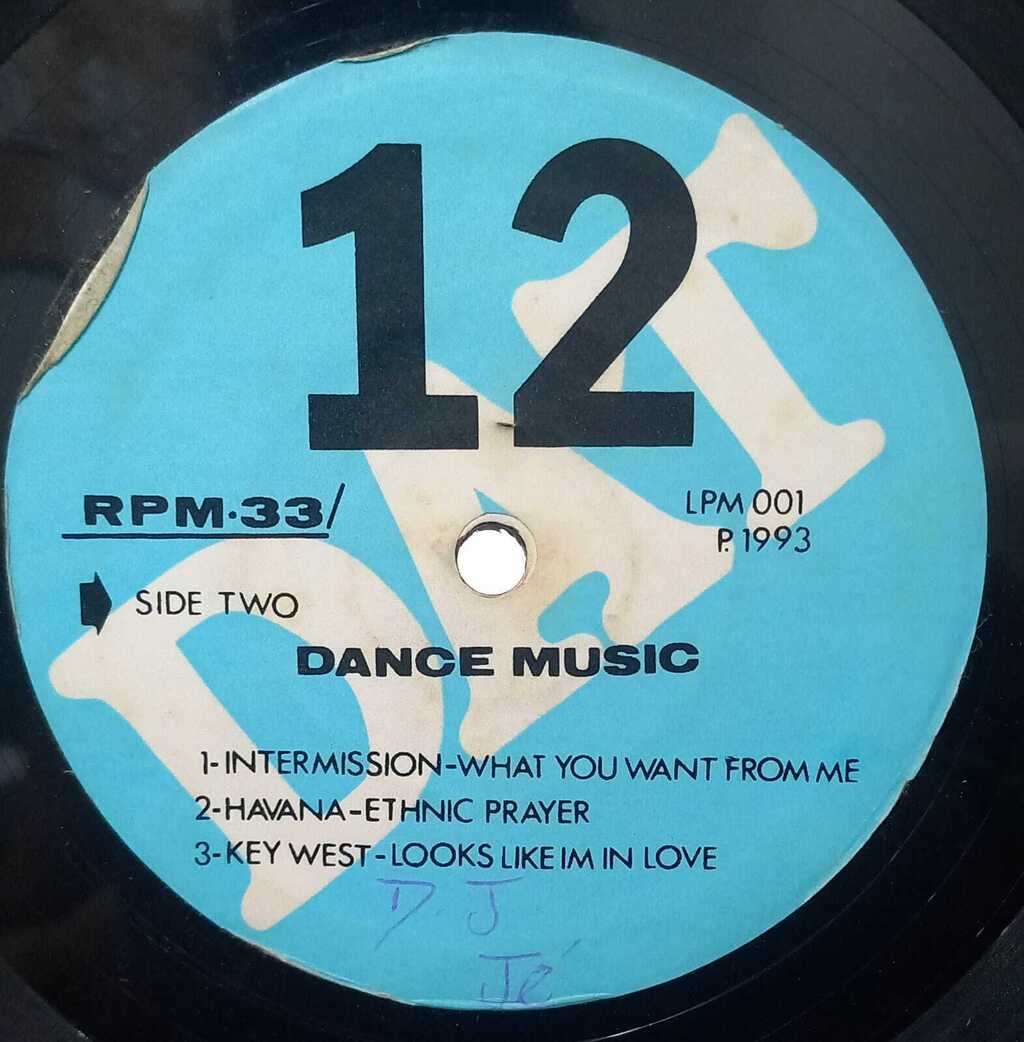 12
DAI
RPM·33/
LPM 001
P. 1993
SIDE TWO
DANCE MUSIC
1-INTERMISSION-WHAT YOU WANT FROM ME
2-HAVANA-ETHNIC PRAYER
3-KEY WEST-LOOKS LIKE IM IN LOVE
D.J
Jé